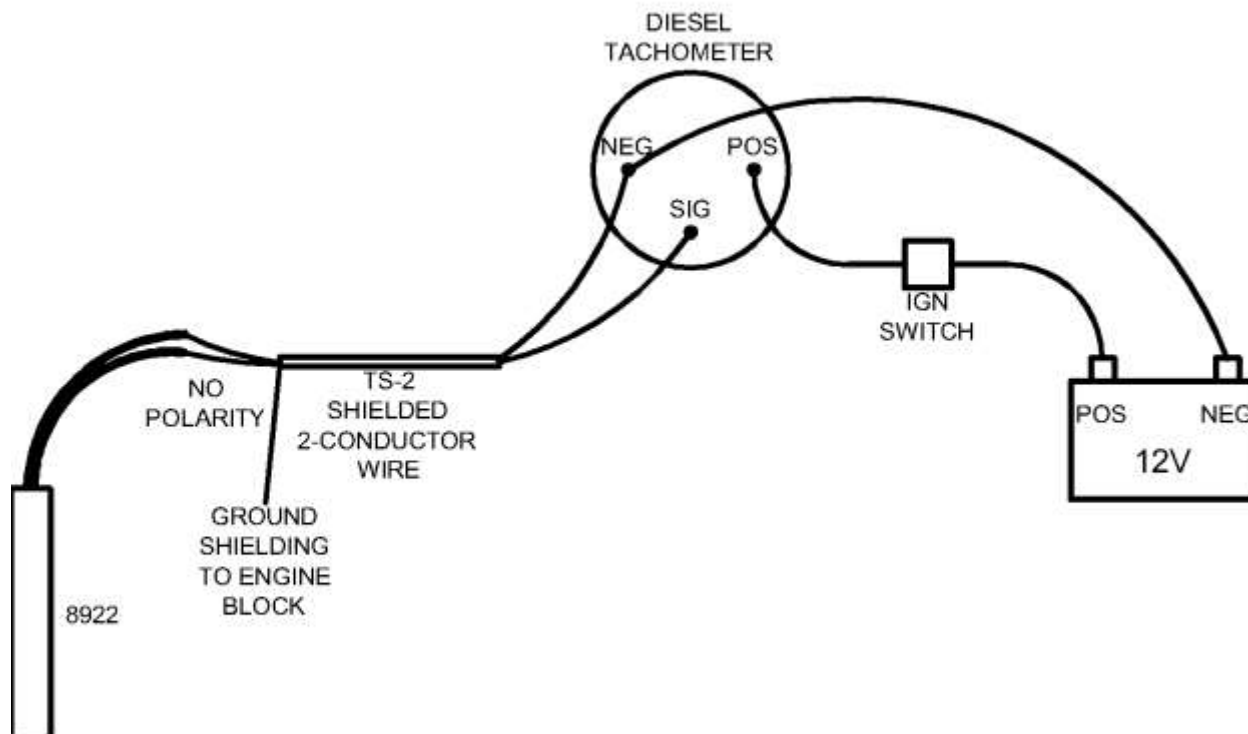 DIESEL
TACHOMETER
NEG
POS
SIG
IGN
SWITCH
NO
POLARITY
TS-2
SHIELDED
2-CONDUCTOR
WIRE
POS
NEG
12V
GROUND
SHIELDING
TO ENGINE
BLOCK
8922